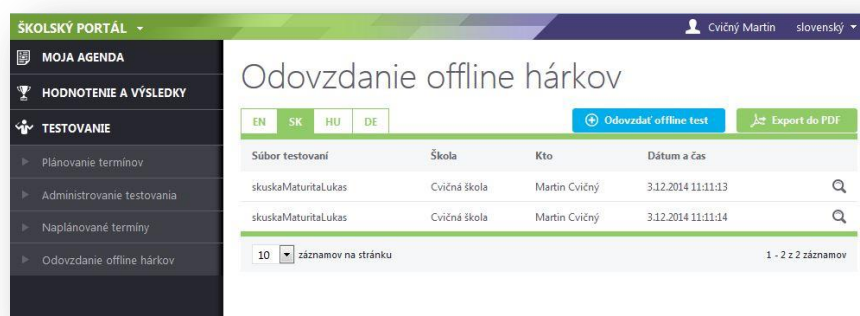 ŠKOLSKÝ PORTÁL
Cvičný Martin slovenský
MOJA AGENDA
HODNOTENIE A VÝSLEDKY
TESTOVANIE
Plánovanie termínov
Administrovanie testovania
Naplánované termíny
Odovzdanie offline hárkov
Odovzdanie offline hárkov
EN SK HU DE
Odovzdať offline test
Export do PDF
Súbor testovaní Škola Kto Dátum a čas
skuskaMaturitaLukas Cvičná škola Martin Cvičný 3.12.2014 11:11:13
skuskaMaturitaLukas Cvičná škola Martin Cvičný 3.12.2014 11:11:14
10 záznamov na stránku
1 - 2 z 2 záznamov